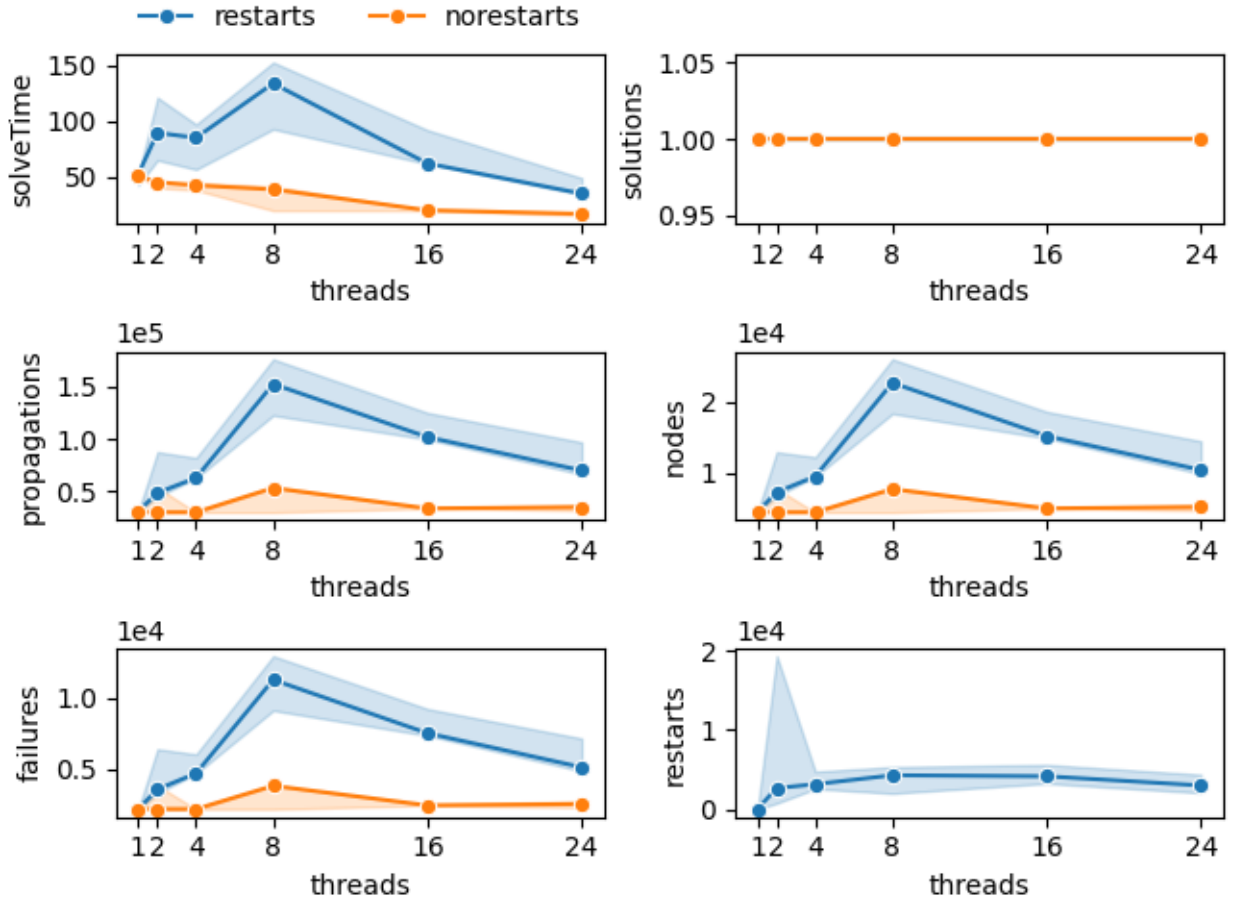 restarts norestarts
solveTime
150
100
50
1 2 4 8 16 24
threads
solutions
1.05
1.00
0.95
1 2 4 8 16 24
threads
1e5
propagations
1.5
1.0
0.5
1 2 4 8 16 24
threads
1e4
nodes
2
1
1 2 4 8 16 24
threads
1e4
failures
1.0
0.5
1 2 4 8 16 24
threads
1e4
restarts
2
1
0
1 2 4 8 16 24
threads